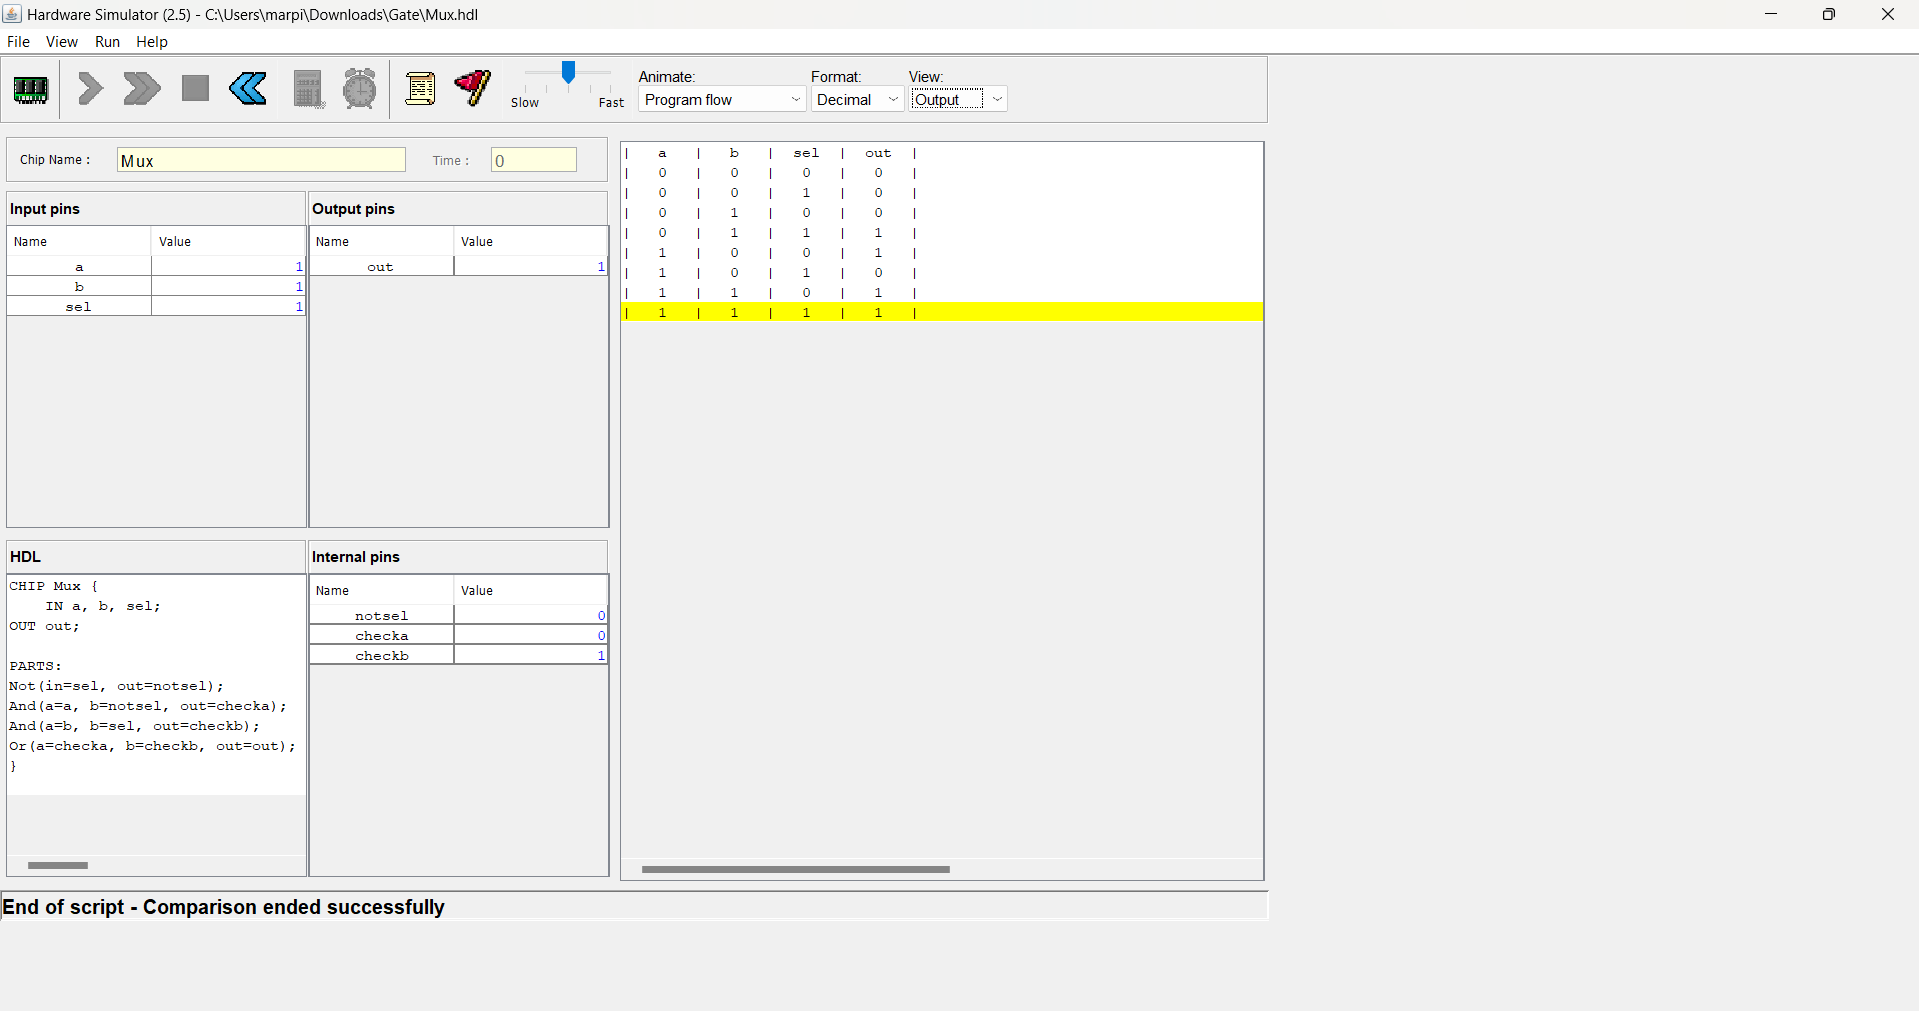 Hardware Simulator (2.5) - C:\Users\marpi\Downloads\Gate\Mux.hdl
File View Run Help
Slow Fast
Animate: Format: View:
Program flow Decimal Output
Chip Name : Mux Time : 0
Input pins
Name Value
a 1
b 1
sel 1
Output pins
Name Value
out 1
HDL
CHIP Mux {
    IN a, b, sel;
OUT out;

PARTS:
Not(in=sel, out=notsel);
And(a=a, b=notsel, out=checka);
And(a=b, b=sel, out=checkb);
Or(a=checka, b=checkb, out=out);
}
Internal pins
Name Value
notsel 0
checka 0
checkb 1
| a | b | sel | out |
| 0 | 0 | 0 | 0 |
| 0 | 0 | 1 | 0 |
| 0 | 1 | 0 | 0 |
| 0 | 1 | 1 | 1 |
| 1 | 0 | 0 | 1 |
| 1 | 0 | 1 | 0 |
| 1 | 1 | 0 | 1 |
| 1 | 1 | 1 | 1 |
End of script - Comparison ended successfully